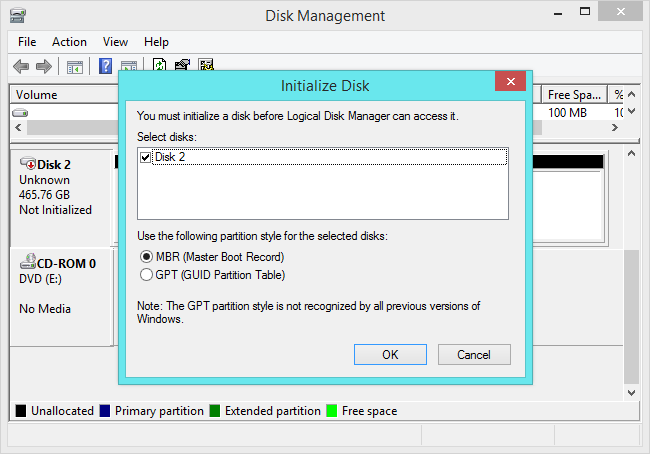 Disk Management
File Action View Help
Initialize Disk
Volume
Free Spa... %
100 MB
You must initialize a disk before Logical Disk Manager can access it.
Select disks:
Disk 2
Disk 2
Unknown
465.76 GB
Not Initialized
Use the following partition style for the selected disks:
MBR (Master Boot Record)
GPT (GUID Partition Table)
CD-ROM 0
DVD (E:)
No Media
Note: The GPT partition style is not recognized by all previous versions of
Windows.
OK Cancel
Unallocated Primary partition Extended partition Free space